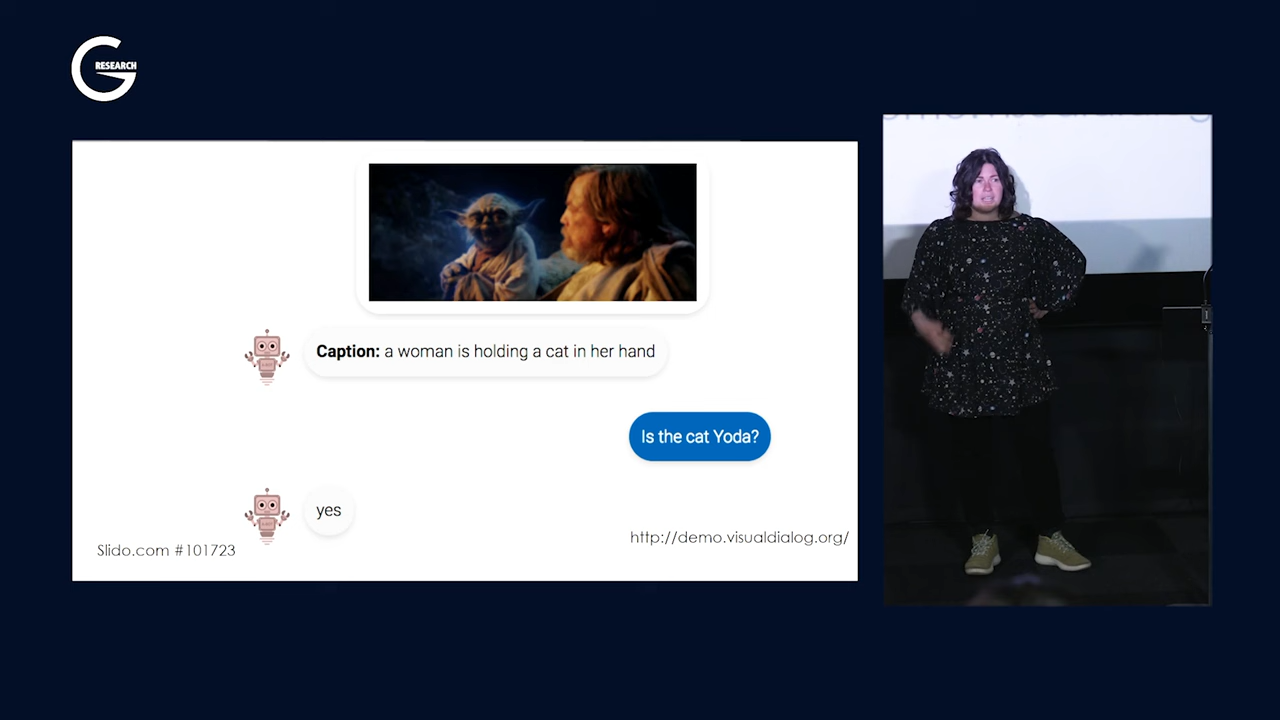 RESEARCH
Caption: a woman is holding a cat in her hand
Is the cat Yoda?
yes
Slido.com #101723
http://demo.visualdialog.org/